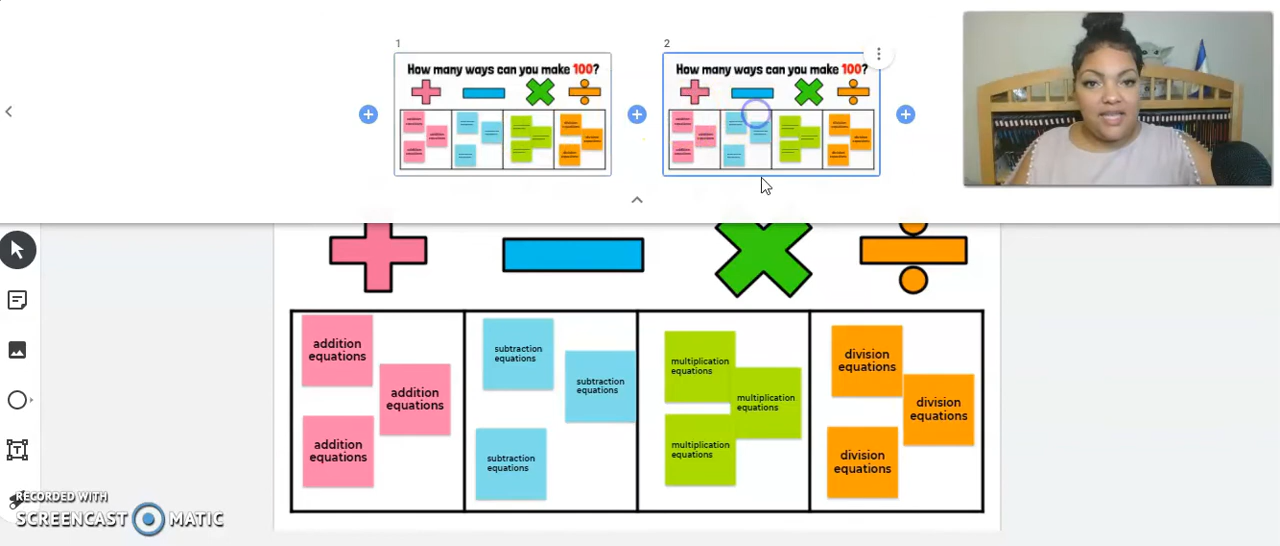 1
2
How many ways can you make 100?
How many ways can you make 100?
addition
equations
addition
equations
addition
equations
subtraction
equations
subtraction
equations
subtraction
equations
multiplication
equations
multiplication
equations
multiplication
equations
division
equations
division
equations
division
equations
RECORDED WITH
SCREENCAST MATIC